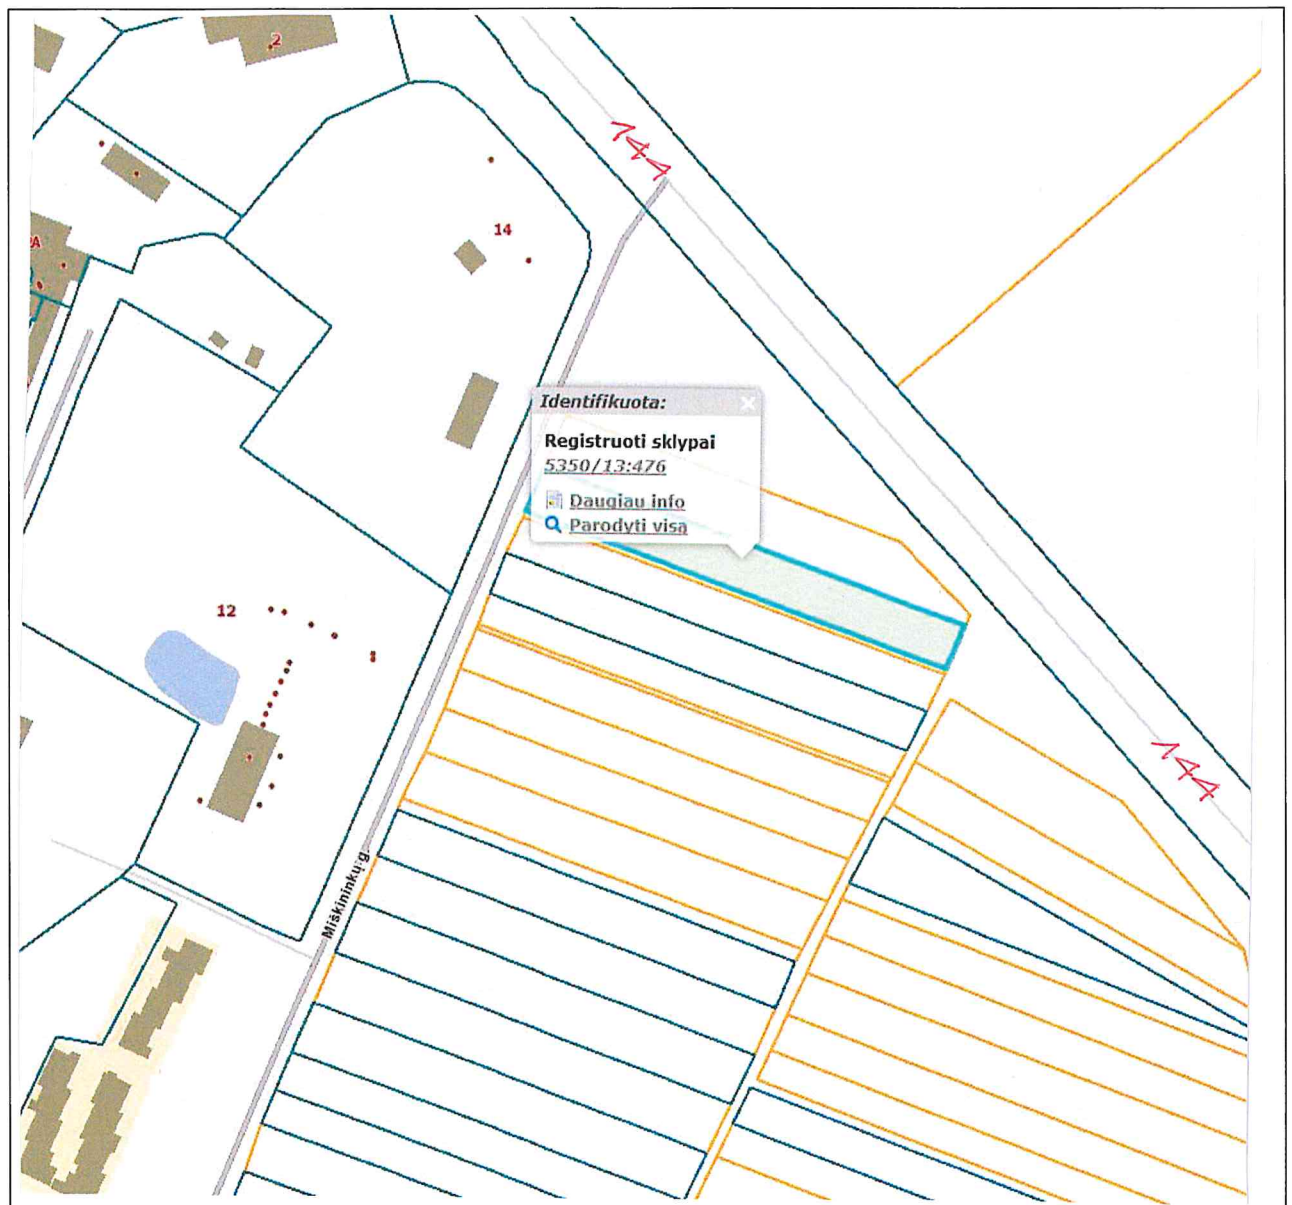 2
144
14
A
Identifikuota:
Registruoti sklypai
5350/13:476
Daugiau info
Parodyti visą
12
144
Miškininkų g.